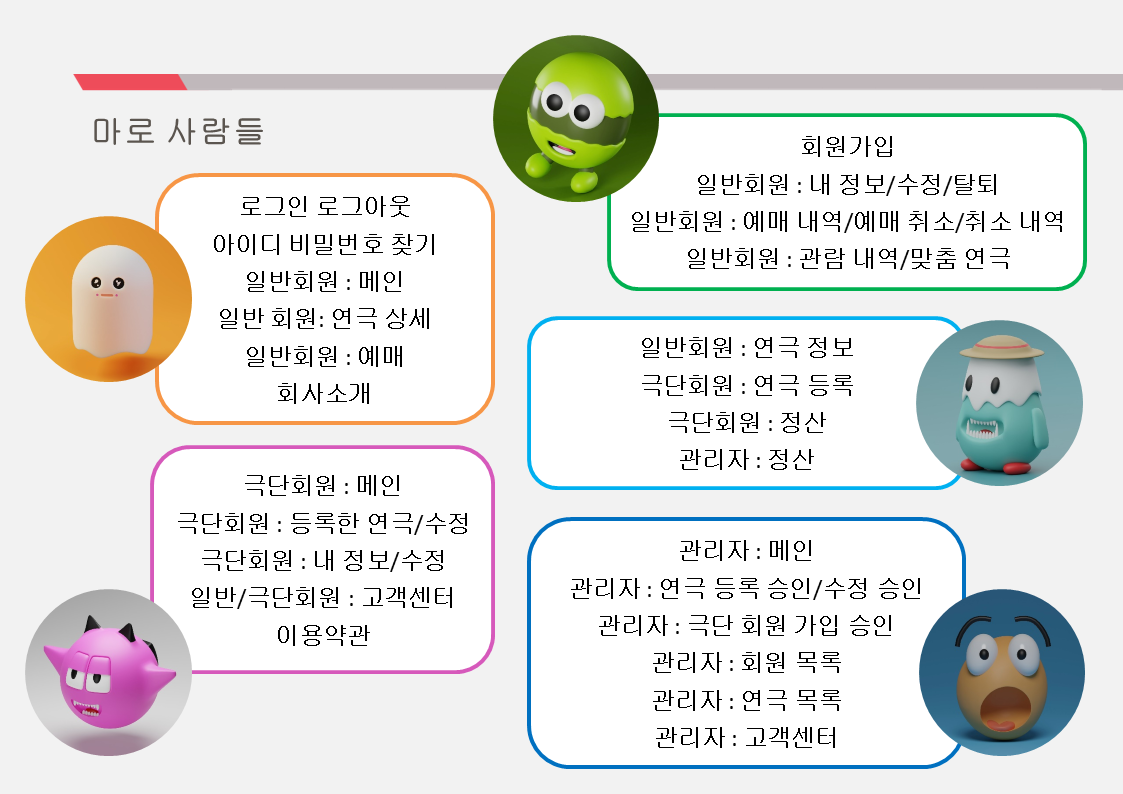 마로 사람들
로그인 로그아웃
아이디 비밀번호 찾기
일반회원 : 메인
일반 회원: 연극 상세
일반회원 : 예매
회사소개
극단회원 : 메인
극단회원 : 등록한 연극/수정
극단회원 : 내 정보/수정
일반/극단회원 : 고객센터
이용약관
회원가입
일반회원 : 내 정보/수정/탈퇴
일반회원 : 예매 내역/예매 취소/취소 내역
일반회원 : 관람 내역/맞춤 연극
일반회원 : 연극 정보
극단회원 : 연극 등록
극단회원 : 정산
관리자 : 정산
관리자 : 메인
관리자 : 연극 등록 승인/수정 승인
관리자 : 극단 회원 가입 승인
관리자 : 회원 목록
관리자 : 연극 목록
관리자 : 고객센터